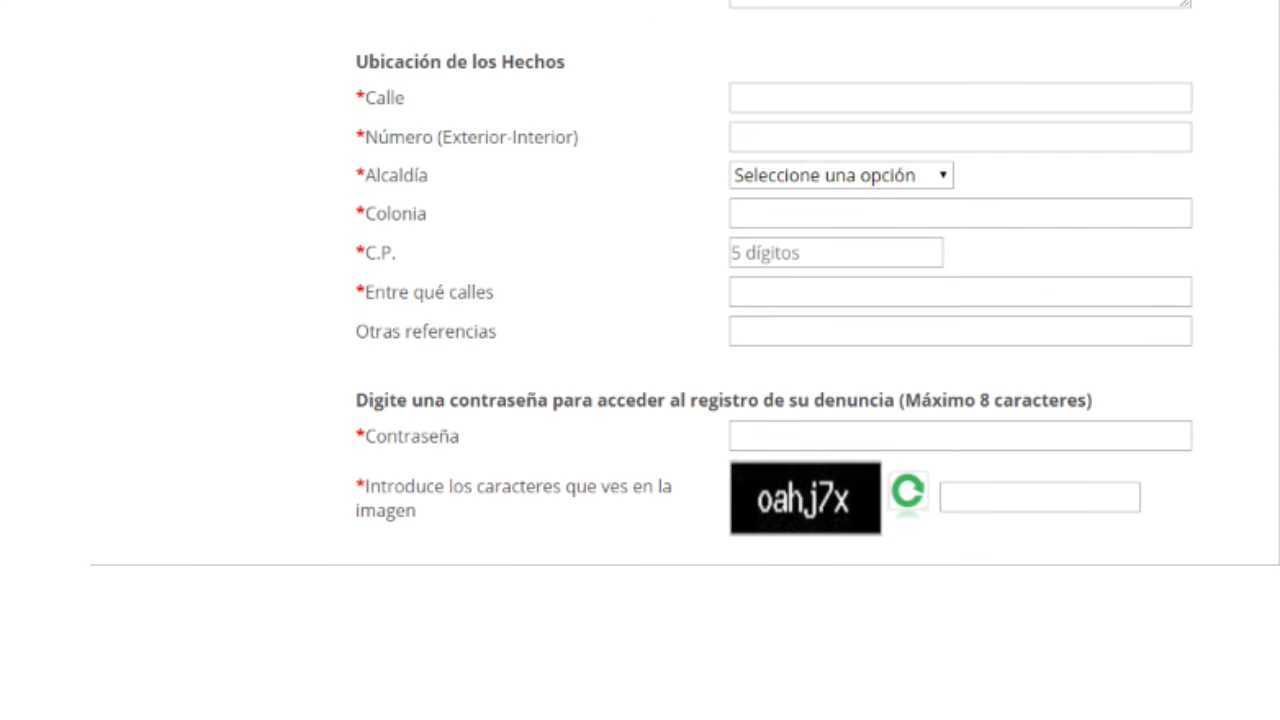 Ubicación de los Hechos
*Calle
*Número (Exterior-Interior)
*Alcaldía Seleccione una opción
*Colonia
*C.P. 5 dígitos
*Entre qué calles
Otras referencias
Digite una contraseña para acceder al registro de su denuncia (Máximo 8 caracteres)
*Contraseña
*Introduce los caracteres que ves en la
imagen
oahj7x